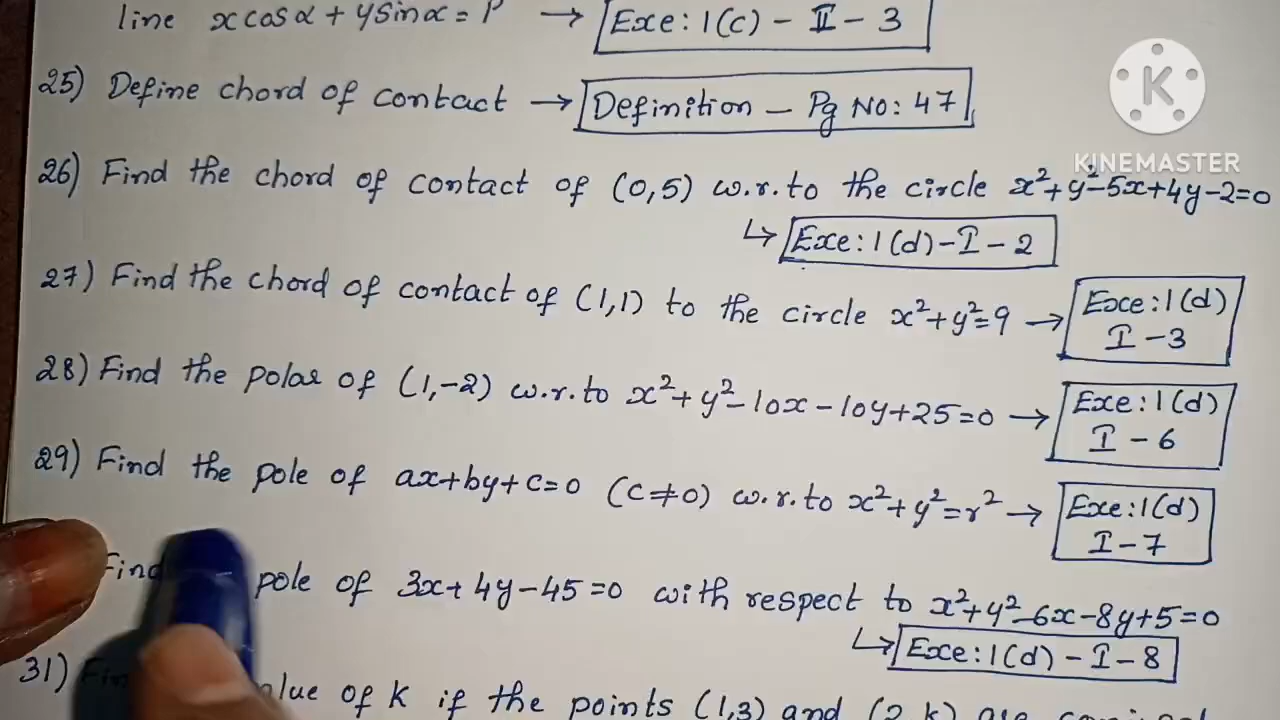 line x cosα + y sinα = P → Exe: 1(c) - II - 3
25) Define chord of contact → Definition - Pg No: 47
K
KINEMASTER
26) Find the chord of contact of (0,5) w.r.to the circle x²+y²-5x+4y-2=0
↳ Exe: 1(d)-I-2
27) Find the chord of contact of (1,1) to the circle x²+y²=9 → Exe: 1(d) I-3
28) Find the polar of (1,-2) w.r.to x²+y²-10x-10y+25=0 → Exe: 1(d) I-6
29) Find the pole of ax+by+c=0 (c≠0) w.r.to x²+y²=r² → Exe: 1(d) I-7
Find pole of 3x+4y-45=0 with respect to x²+y²-6x-8y+5=0
↳ Exe: 1(d)-I-8
31) of k if the points (1,3) and (2,k) are